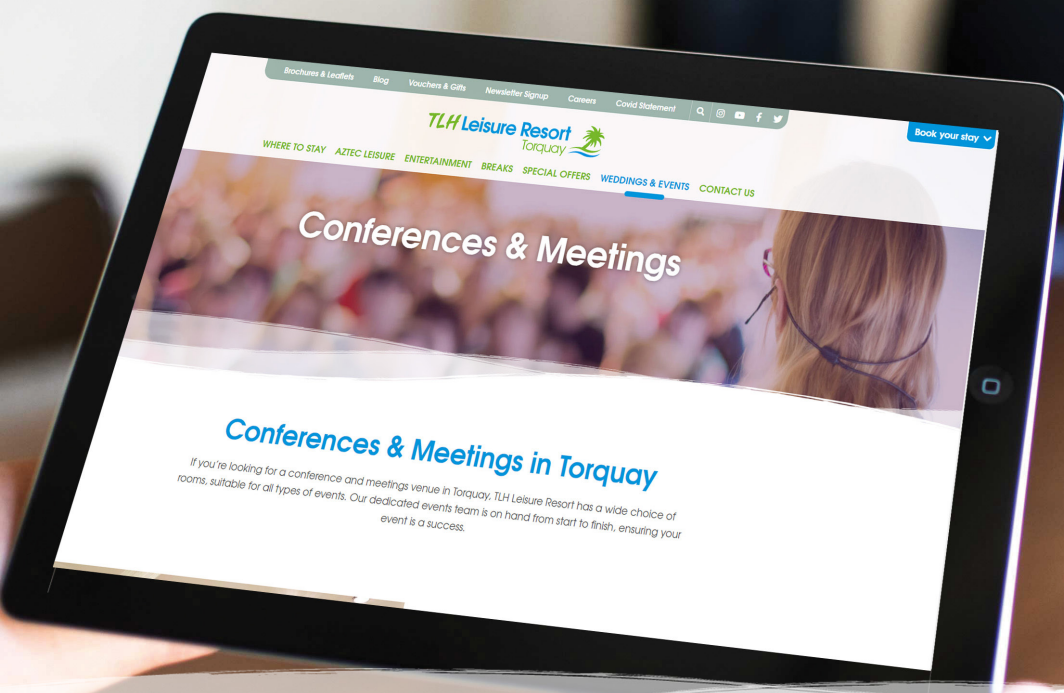 Brochures & Leaflets Blog Vouchers & Gifts Newsletter Signup Careers Covid Statement
Book your stay
TLH Leisure Resort
Torquay
WHERE TO STAY AZTEC LEISURE ENTERTAINMENT BREAKS SPECIAL OFFERS WEDDINGS & EVENTS CONTACT US
Conferences & Meetings
Conferences & Meetings in Torquay
If you're looking for a conference and meetings venue in Torquay, TLH Leisure Resort has a wide choice of
rooms, suitable for all types of events. Our dedicated events team is on hand from start to finish, ensuring your
event is a success.